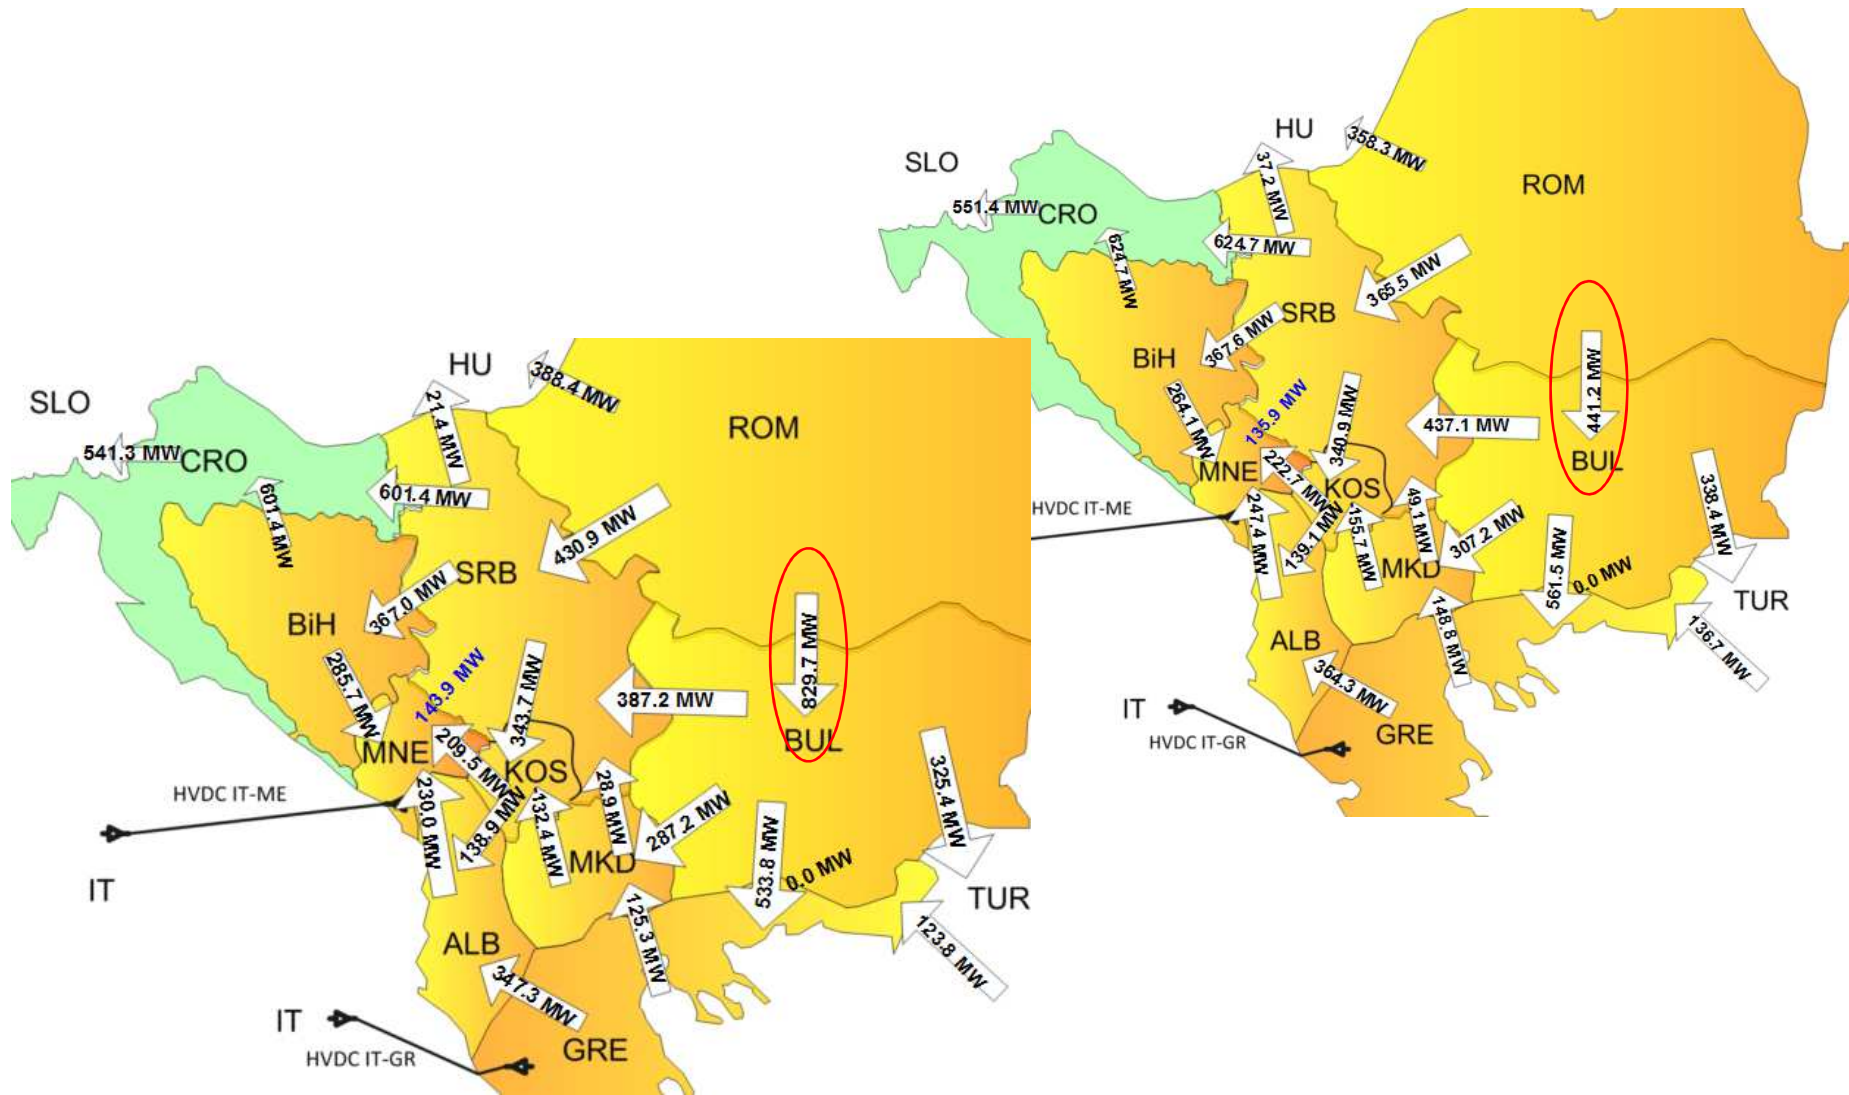 HU
SLO
358.3 MW
37.2 MW
ROM
551.4 MW
CRO
624.7 MW
624.7 MW
365.5 MW
SRB
367.6 MW
BiH
441.2 MW
264.1 MW
135.9 MW
340.9 MW
437.1 MW
BUL
MNE
222.7 MW
KOS
338.4 MW
HVDC IT-ME
247.4 MW
139.1 MW
155.7 MW
49.1 MW
307.2 MW
561.5 MW
0.0 MW
MKD
TUR
148.8 MW
136.7 MW
ALB
364.3 MW
IT
HVDC IT-GR
GRE
HU
SLO
388.4 MW
21.4 MW
ROM
541.3 MW
CRO
601.4 MW
601.4 MW
430.9 MW
SRB
367.0 MW
BiH
829.7 MW
285.7 MW
143.9 MW
343.7 MW
387.2 MW
BUL
MNE
209.5 MW
KOS
325.4 MW
HVDC IT-ME
230.0 MW
138.9 MW
132.4 MW
28.9 MW
287.2 MW
533.8 MW
0.0 MW
MKD
IT
TUR
125.3 MW
123.8 MW
ALB
347.3 MW
IT
HVDC IT-GR
GRE